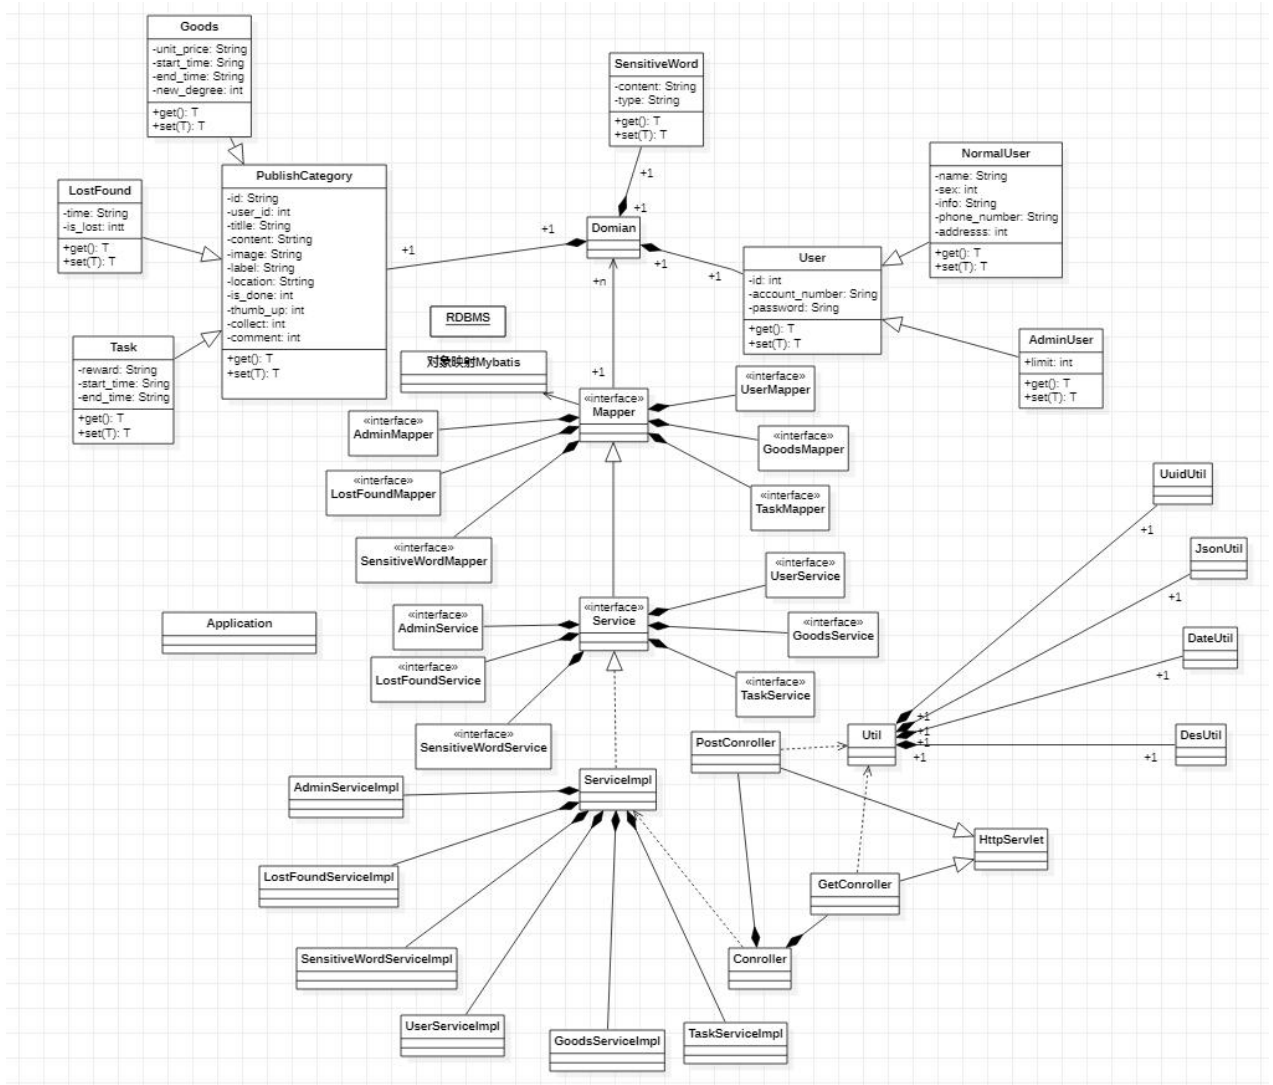 Goods
-unit_price: String
-start_time: Sring
-end_time: String
-new_degree: int
+get(): T
+set(T): T
SensitiveWord
-content: String
-type: String
+get(): T
+set(T): T
NormalUser
-name: String
-sex: int
-info: String
-phone_number: String
-addresss: int
+get(): T
+set(T): T
LostFound
-time: String
-is_lost: intt
+get(): T
+set(T): T
PublishCategory
-id: String
-user_id: int
-titlle: String
-content: Strting
-image: String
-label: String
-location: Strting
-is_done: int
-thumb_up: int
-collect: int
-comment: int
+get(): T
+set(T): T
+1
+1
Domian
+1
+1
+1
+1
+n
+1
User
-id: int
-account_number: Sring
-password: Sring
+get(): T
+set(T): T
AdminUser
+limit: int
+get(): T
+set(T): T
Task
-reward: String
-start_time: Sring
-end_time: String
+get(): T
+set(T): T
RDBMS
对象映射Mybatis
«interface»
Mapper
«interface»
UserMapper
«interface»
AdminMapper
«interface»
GoodsMapper
«interface»
LostFoundMapper
«interface»
TaskMapper
«interface»
SensitiveWordMapper
«interface»
UserService
«interface»
Service
«interface»
AdminService
«interface»
GoodsService
«interface»
LostFoundService
«interface»
TaskService
«interface»
SensitiveWordService
Application
UuidUtil
+1
JsonUtil
+1
DateUtil
+1
DesUtil
+1
Util
+1
+1
+1
+1
PostConroller
HttpServlet
GetConroller
Conroller
ServiceImpl
AdminServiceImpl
LostFoundServiceImpl
SensitiveWordServiceImpl
UserServiceImpl
GoodsServiceImpl
TaskServiceImpl